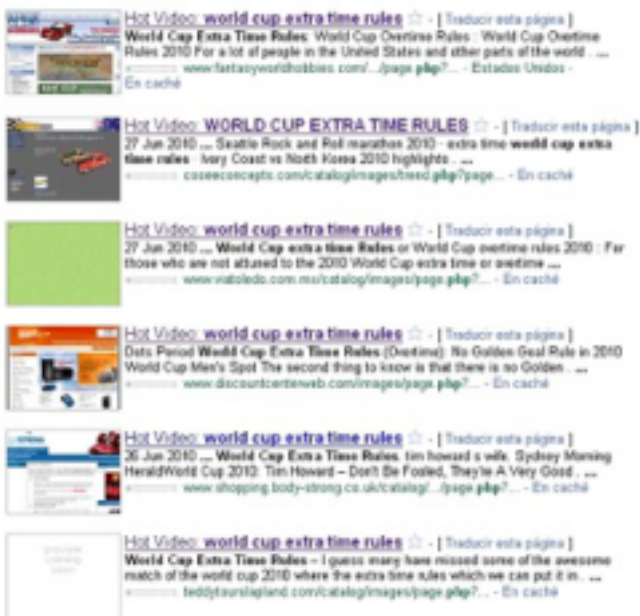 Hot Video: world cup extra time rules ☆ - [ Traducir esta página ]
World Cup Extra Time Rules. World Cup Overtime Rules : World Cup Overtime
Rules 2010 For a lot of people in the United States and other parts of the world . ...
www.fantasyworldhobbies.com/.../page.php?... - Estados Unidos -
En caché
Hot Video: WORLD CUP EXTRA TIME RULES ☆ - [ Traducir esta página ]
27 Jun 2010 ... Seattle Rock and Roll marathon 2010 · extra time world cup extra
time rules · Ivory Coast vs North Korea 2010 highlights . ...
coseeconcepts.com/catalog/images/trend.php?page... - En caché
Hot Video: world cup extra time rules ☆ - [ Traducir esta página ]
27 Jun 2010 ... World Cup extra time Rules or World Cup overtime rules 2010 : For
those who are not attuned to the 2010 World Cup extra time or overtime ...
www.viatoledo.com.mx/catalog/images/page.php?... - En caché
Hot Video: world cup extra time rules ☆ - [ Traducir esta página ]
Dats Period World Cup Extra Time Rules (Overtime): No Golden Goal Rule in 2010
World Cup Men's Spot The second thing to know is that there is no Golden . ...
www.discountcenterweb.com/images/page.php?... - En caché
Hot Video: world cup extra time rules ☆ - [ Traducir esta página ]
26 Jun 2010 ... World Cup Extra Time Rules. tim howard s wife. Sydney Morning
HeraldWorld Cup 2010: Tim Howard – Don't Be Fooled, They're A Very Good . ...
www.shopping.body-strong.co.uk/catalog/.../page.php?... - En caché
preview
coming
soon
Hot Video: world cup extra time rules ☆ - [ Traducir esta página ]
World Cup Extra Time Rules – I guess many have missed some of the awesome
match of the world cup 2010 where the extra time rules which we can put it in . ...
teddytourslapland.com/catalog/images/page.php?... - En caché